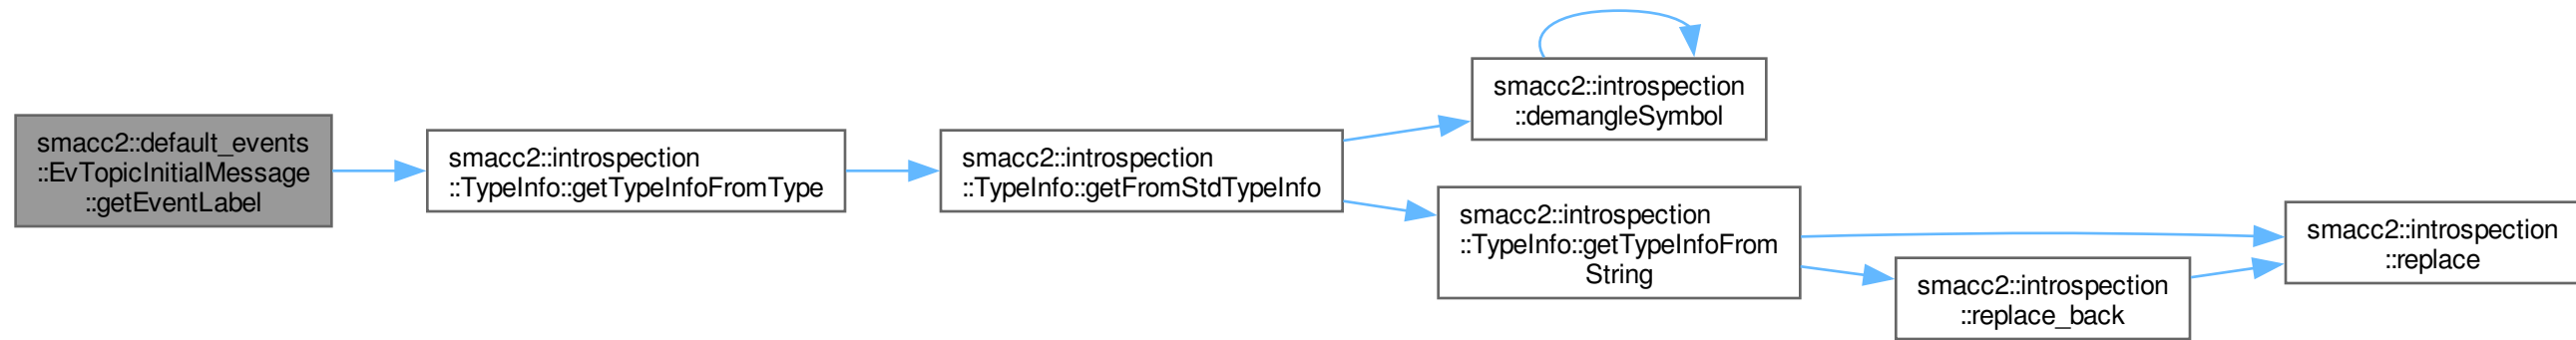 smacc2::default_events
::EvTopicInitialMessage
::getEventLabel
smacc2::introspection
::TypeInfo::getTypeInfoFromType
smacc2::introspection
::TypeInfo::getFromStdTypeInfo
smacc2::introspection
::demangleSymbol
smacc2::introspection
::TypeInfo::getTypeInfoFrom
String
smacc2::introspection
::replace_back
smacc2::introspection
::replace